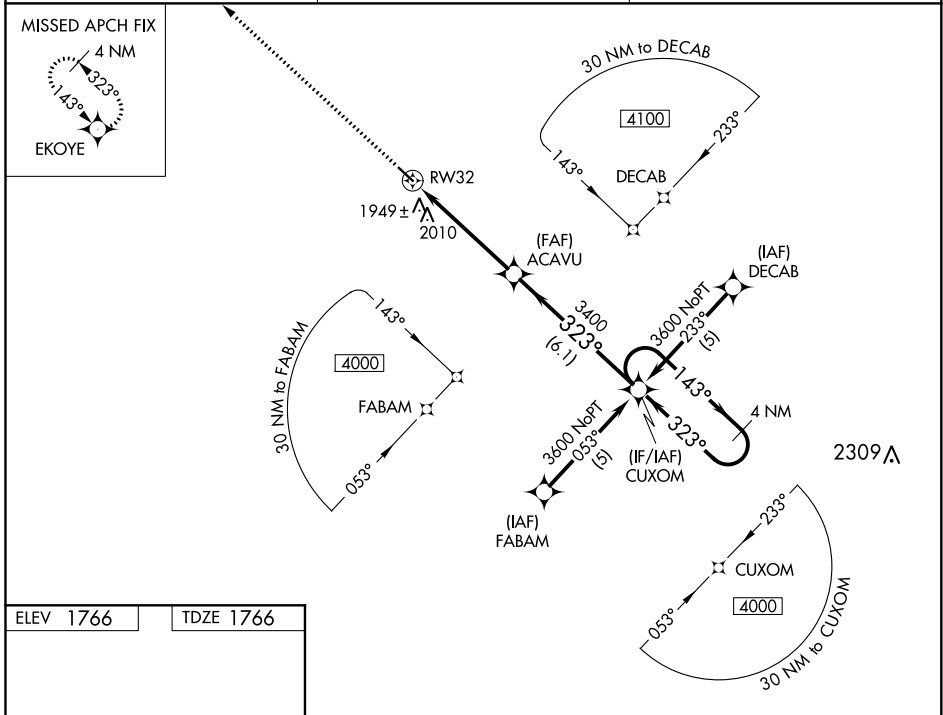 MISSED APCH FIX
4 NM
323°
143°
EKOYE
30 NM to DECAB
4100
143°
233°
DECAB
RW32
1949±
2010
(FAF)
ACAVU
(IAF)
DECAB
3400
323°
(6.1)
3600 NoPT
233°
(5)
30 NM to FABAM
143°
4000
FABAM
053°
143°
4 NM
323°
3600 NoPT
053°
(5)
(IF/IAF)
CUXOM
2309
(IAF)
FABAM
233°
CUXOM
053°
4000
30 NM to CUXOM
ELEV 1766
TDZE 1766